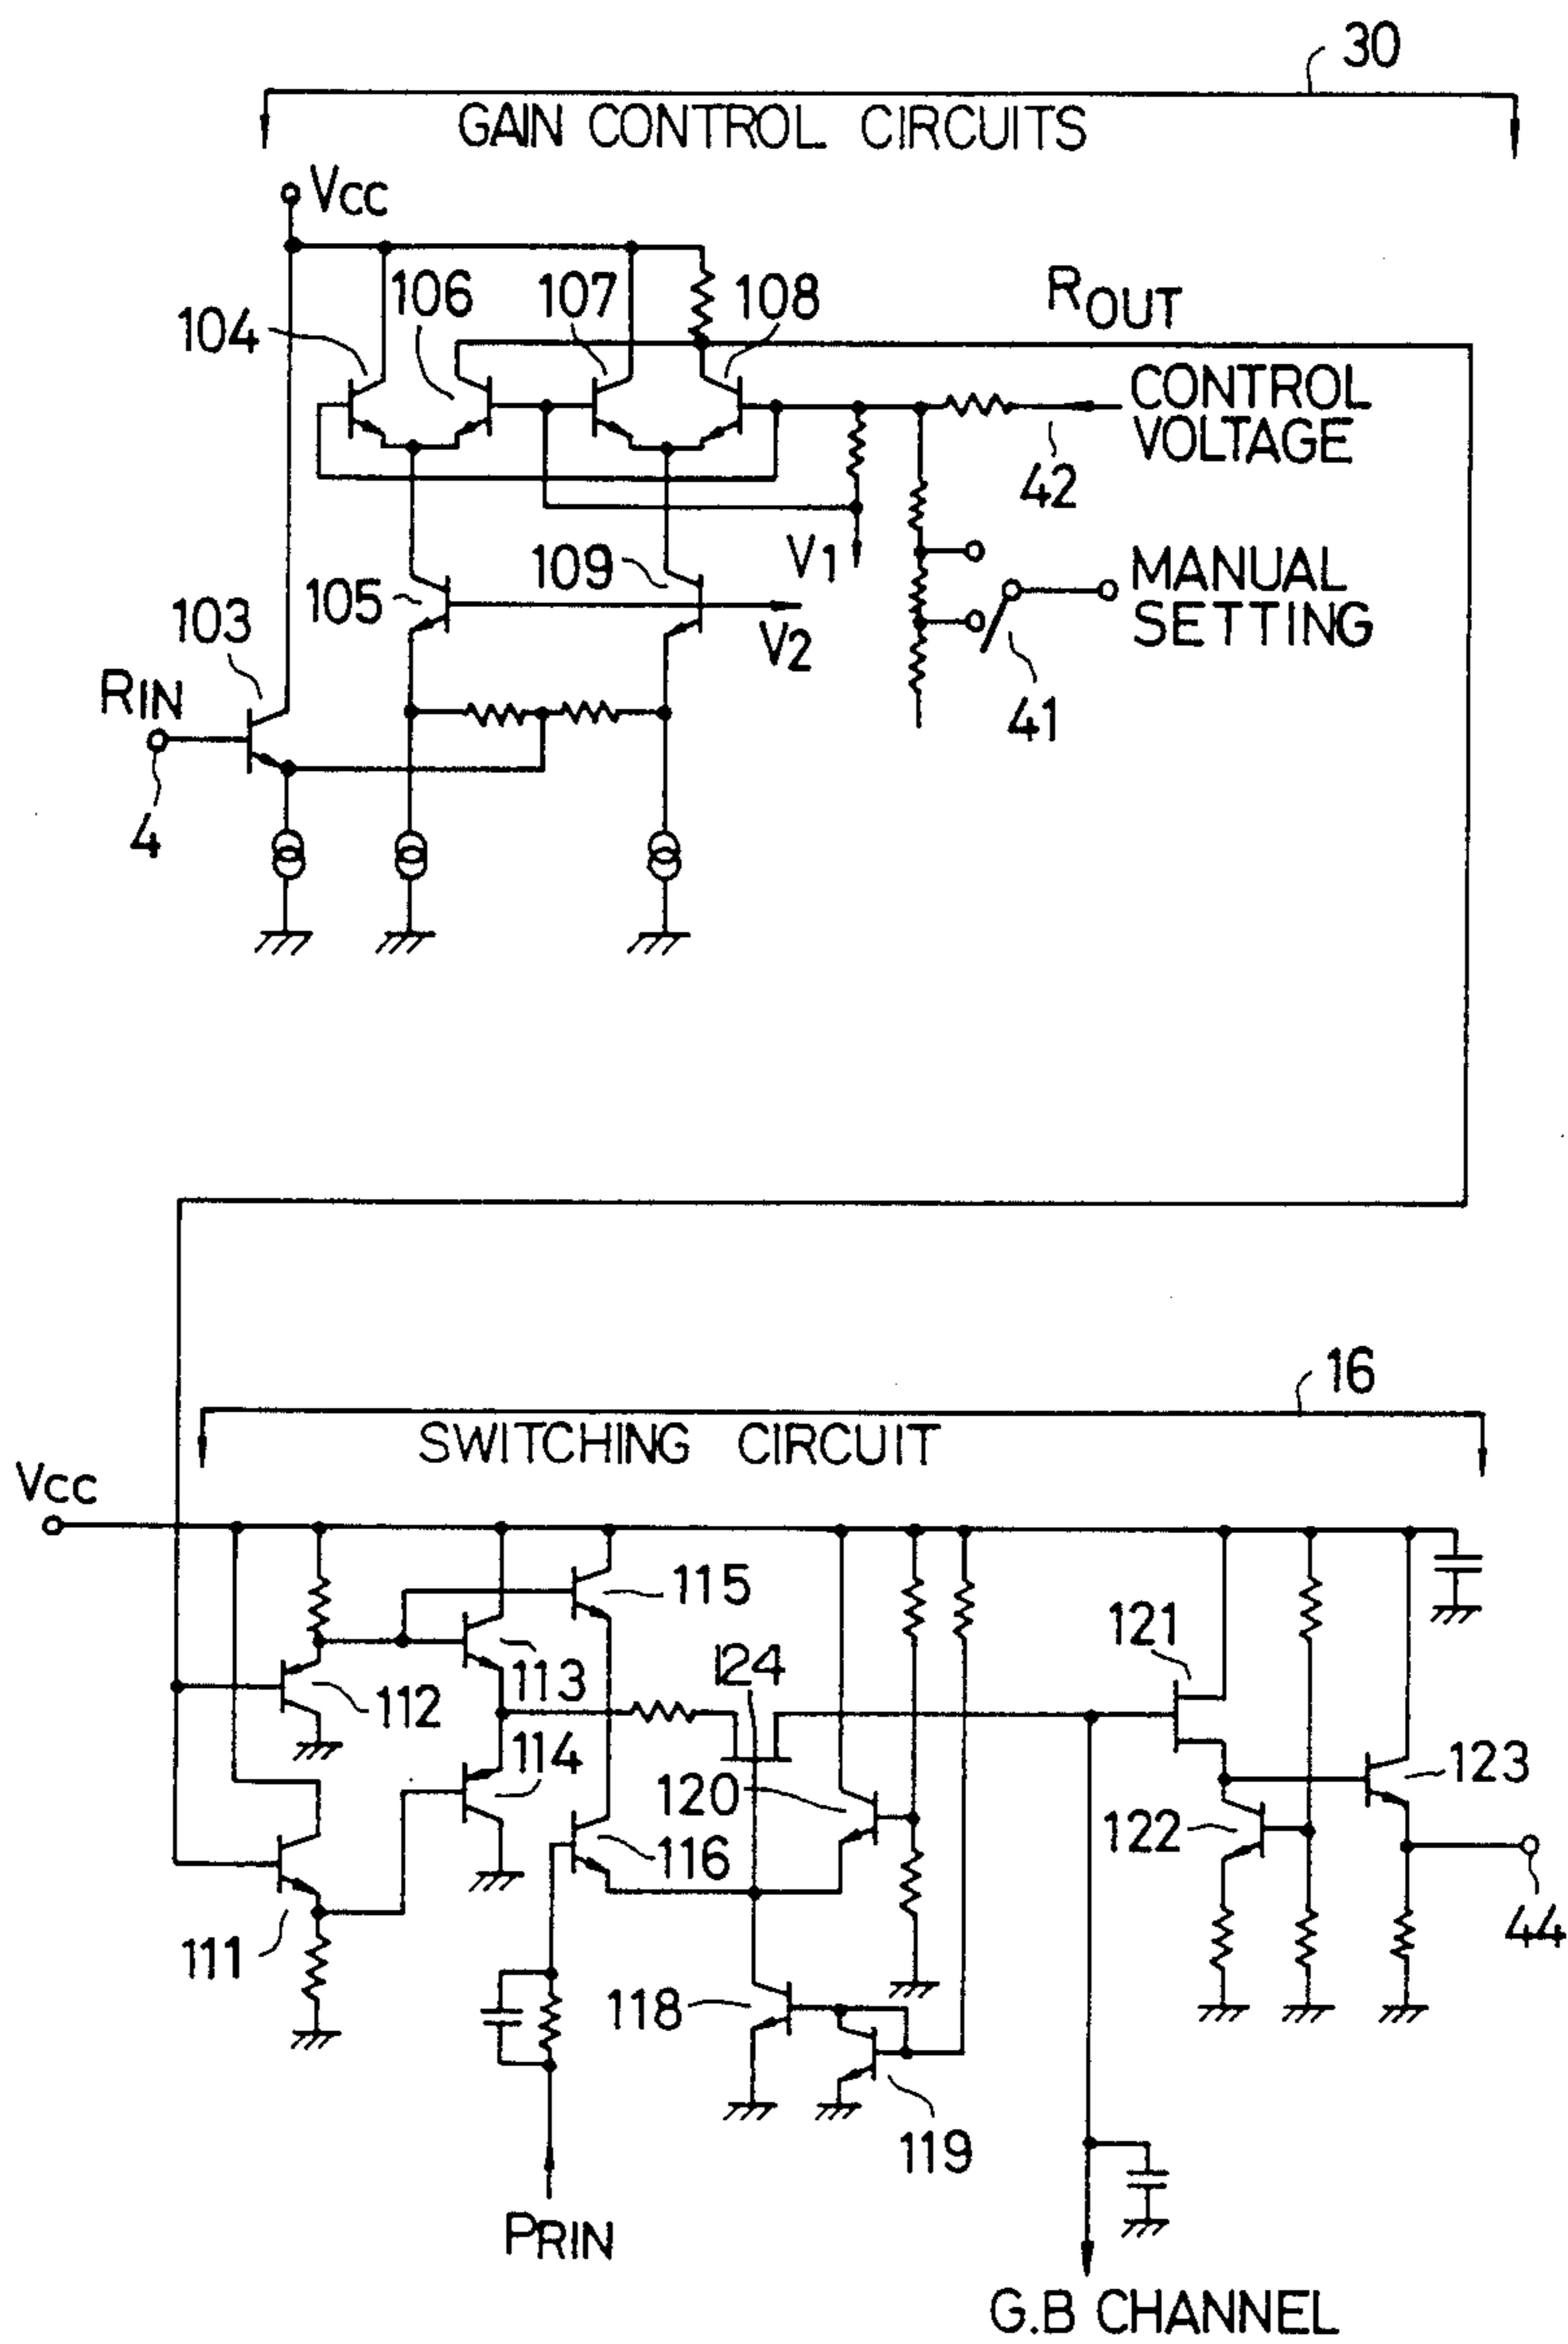 30
GAIN CONTROL CIRCUITS
VCC
106
107
108
ROUT
104
CONTROL
VOLTAGE
42
V1
109
MANUAL
SETTING
105
103
V2
RIN
41
4
16
SWITCHING CIRCUIT
VCC
115
121
124
113
112
114
123
120
122
116
44
111
118
119
PRIN
G.B CHANNEL